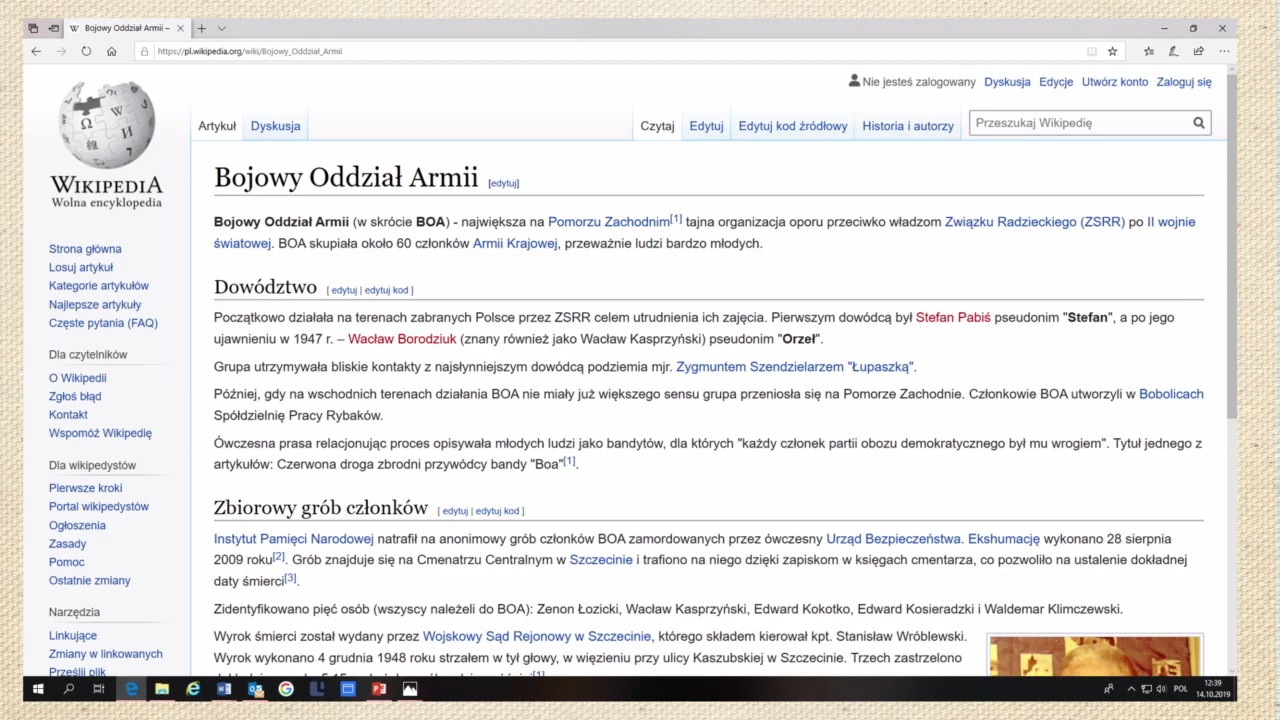 Bojowy Oddział Armii –
https://pl.wikipedia.org/wiki/Bojowy_Oddział_Armii
Nie jesteś zalogowany Dyskusja Edycje Utwórz konto Zaloguj się
Artykuł Dyskusja Czytaj Edytuj Edytuj kod źródłowy Historia i autorzy Przeszukaj Wikipedię
WIKIPEDIA
Wolna encyklopedia
Strona główna
Losuj artykuł
Kategorie artykułów
Najlepsze artykuły
Częste pytania (FAQ)
Dla czytelników
O Wikipedii
Zgłoś błąd
Kontakt
Wspomóż Wikipedię
Dla wikipedystów
Pierwsze kroki
Portal wikipedystów
Ogłoszenia
Zasady
Pomoc
Ostatnie zmiany
Narzędzia
Linkujące
Zmiany w linkowanych
Prześlij plik
Bojowy Oddział Armii [edytuj]
Bojowy Oddział Armii (w skrócie BOA) - największa na Pomorzu Zachodnim[1] tajna organizacja oporu przeciwko władzom Związku Radzieckiego (ZSRR) po II wojnie
światowej. BOA skupiała około 60 członków Armii Krajowej, przeważnie ludzi bardzo młodych.
Dowództwo [ edytuj | edytuj kod ]
Początkowo działała na terenach zabranych Polsce przez ZSRR celem utrudnienia ich zajęcia. Pierwszym dowódcą był Stefan Pabiś pseudonim "Stefan", a po jego
ujawnieniu w 1947 r. – Wacław Borodziuk (znany również jako Wacław Kasprzyński) pseudonim "Orzeł".
Grupa utrzymywała bliskie kontakty z najsłynniejszym dowódcą podziemia mjr. Zygmuntem Szendzielarzem "Łupaszką".
Później, gdy na wschodnich terenach działania BOA nie miały już większego sensu grupa przeniosła się na Pomorze Zachodnie. Członkowie BOA utworzyli w Bobolicach
Spółdzielnię Pracy Rybaków.
Ówczesna prasa relacjonując proces opisywała młodych ludzi jako bandytów, dla których "każdy członek partii obozu demokratycznego był mu wrogiem". Tytuł jednego z
artykułów: Czerwona droga zbrodni przywódcy bandy "Boa"[1].
Zbiorowy grób członków [ edytuj | edytuj kod ]
Instytut Pamięci Narodowej natrafił na anonimowy grób członków BOA zamordowanych przez ówczesny Urząd Bezpieczeństwa. Ekshumację wykonano 28 sierpnia
2009 roku[2]. Grób znajduje się na Cmenatrzu Centralnym w Szczecinie i trafiono na niego dzięki zapiskom w księgach cmentarza, co pozwoliło na ustalenie dokładnej
daty śmierci[3].
Zidentyfikowano pięć osób (wszyscy należeli do BOA): Zenon Łozicki, Wacław Kasprzyński, Edward Kokotko, Edward Kosieradzki i Waldemar Klimczewski.
Wyrok śmierci został wydany przez Wojskowy Sąd Rejonowy w Szczecinie, którego składem kierował kpt. Stanisław Wróblewski.
Wyrok wykonano 4 grudnia 1948 roku strzałem w tył głowy, w więzieniu przy ulicy Kaszubskiej w Szczecinie. Trzech zastrzelono
POL
12:39
14.10.2019